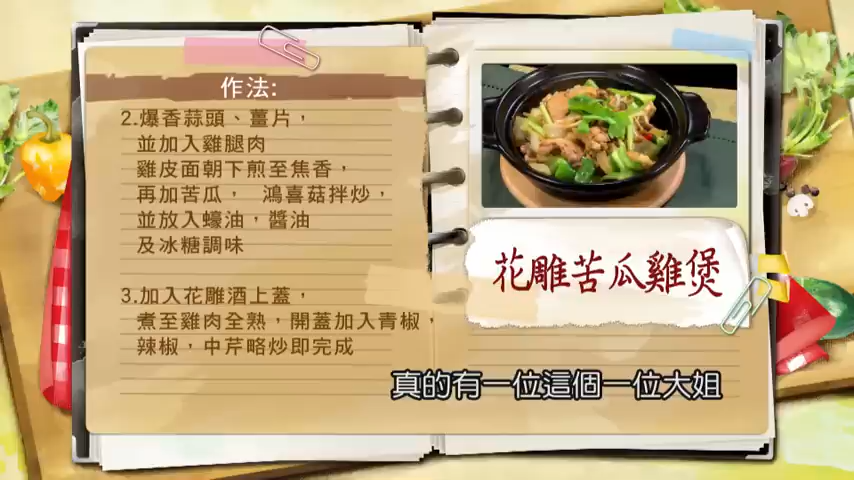 作法:
2.爆香蒜頭、薑片，
並加入雞腿肉
雞皮面朝下煎至焦香，
再加苦瓜， 鴻喜菇拌炒，
並放入蠔油，醬油
及冰糖調味
3.加入花雕酒上蓋，
煮至雞肉全熟，開蓋加入青椒，
辣椒，中芹略炒即完成
花雕苦瓜雞煲
真的有一位這個一位大姐